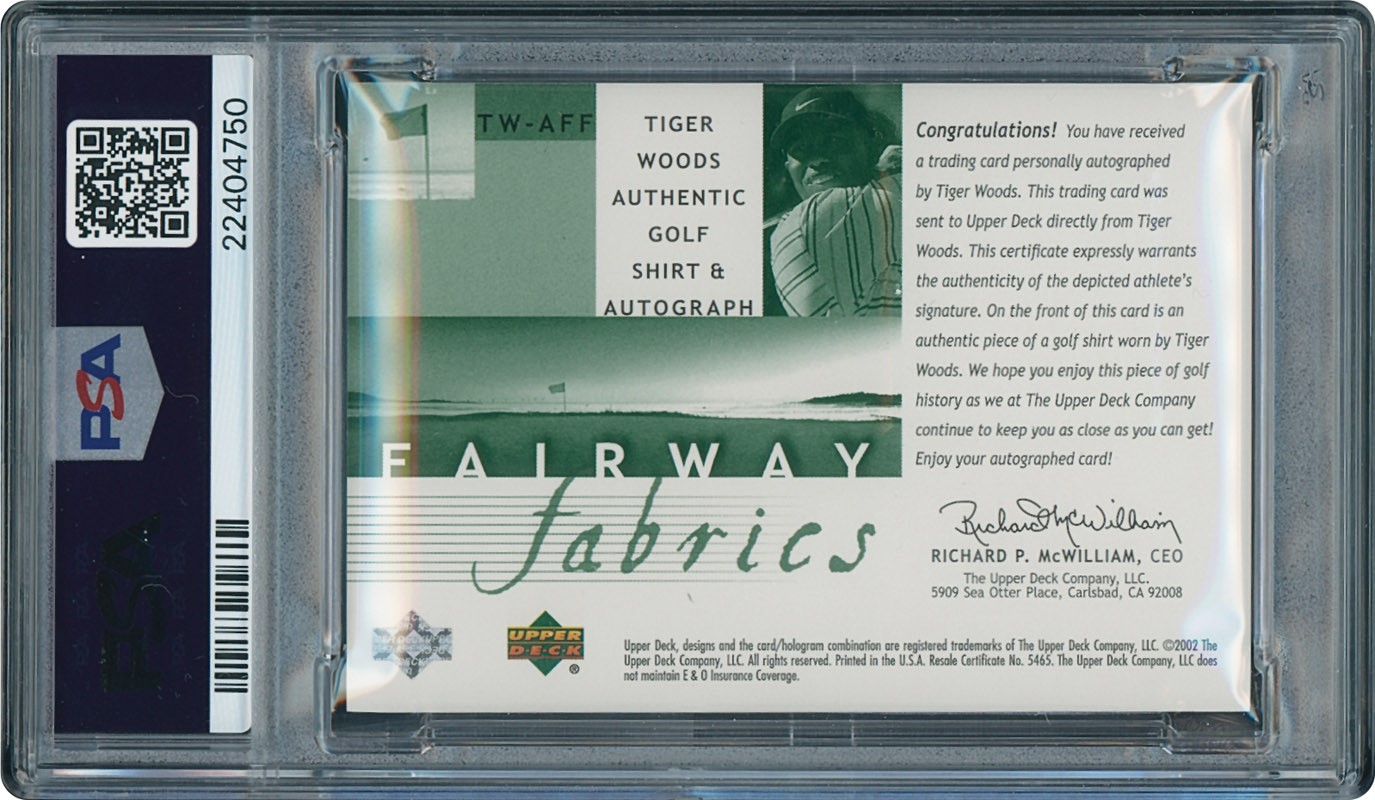 22404750
PSA
TW-AFF
TIGER
WOODS
AUTHENTIC
GOLF
SHIRT &
AUTOGRAPH
FAIRWAY
fabrics
Congratulations! You have received
a trading card personally autographed
by Tiger Woods. This trading card was
sent to Upper Deck directly from Tiger
Woods. This certificate expressly warrants
the authenticity of the depicted athlete's
signature. On the front of this card is an
authentic piece of a golf shirt worn by Tiger
Woods. We hope you enjoy this piece of golf
history as we at The Upper Deck Company
continue to keep you as close as you can get!
Enjoy your autographed card!
Richard McWilliam
RICHARD P. McWILLIAM, CEO
The Upper Deck Company, LLC.
5909 Sea Otter Place, Carlsbad, CA 92008
UPPER
D·E·C·K
®
Upper Deck, designs and the card/hologram combination are registered trademarks of The Upper Deck Company, LLC. ©2002 The
Upper Deck Company, LLC. All rights reserved. Printed in the U.S.A. Resale Certificate No. 5465. The Upper Deck Company, LLC does
not maintain E & O Insurance Coverage.